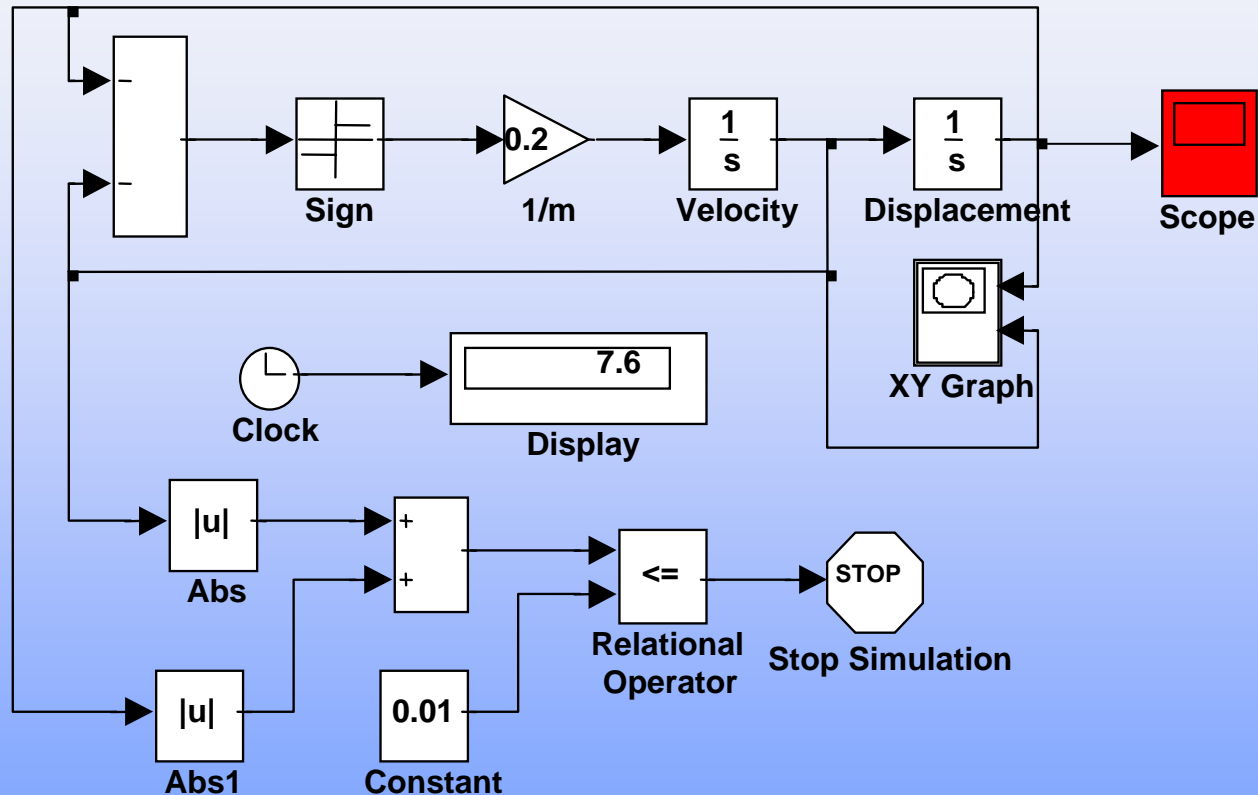 −
−
Sign
0.2
1/m
1
s
Velocity
1
s
Displacement
Scope
XY Graph
Clock
7.6
Display
|u|
Abs
+
+
<=
Relational
Operator
STOP
Stop Simulation
|u|
Abs1
0.01
Constant